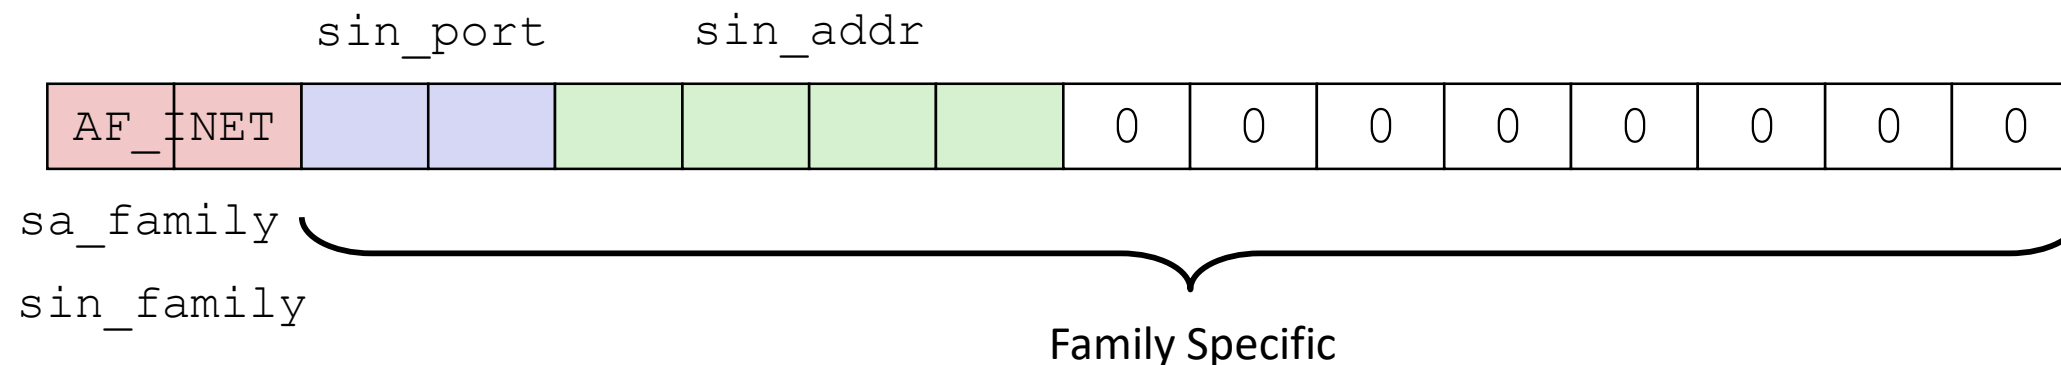 sin_port sin_addr
AF_INET 0 0 0 0 0 0 0 0
sa_family
sin_family
Family Specific